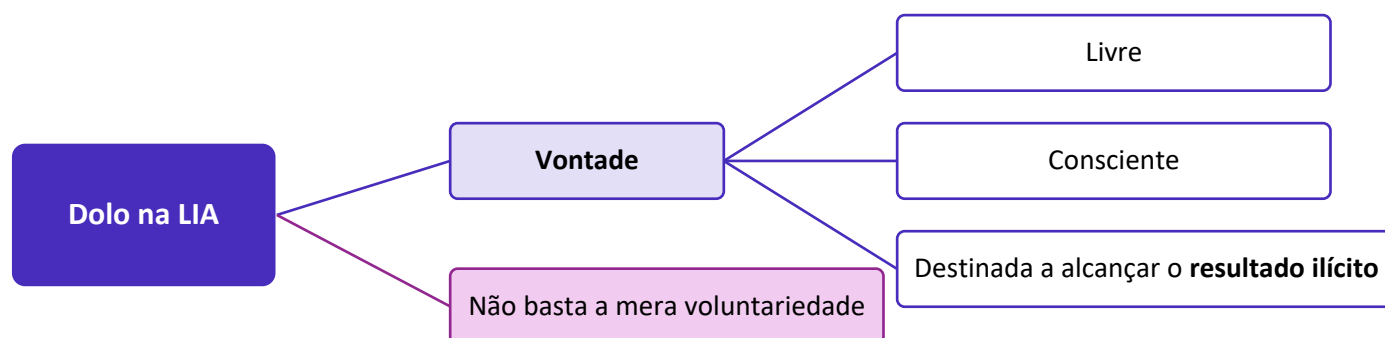 Dolo na LIA
Vontade
Livre
Consciente
Destinada a alcançar o resultado ilícito
Não basta a mera voluntariedade